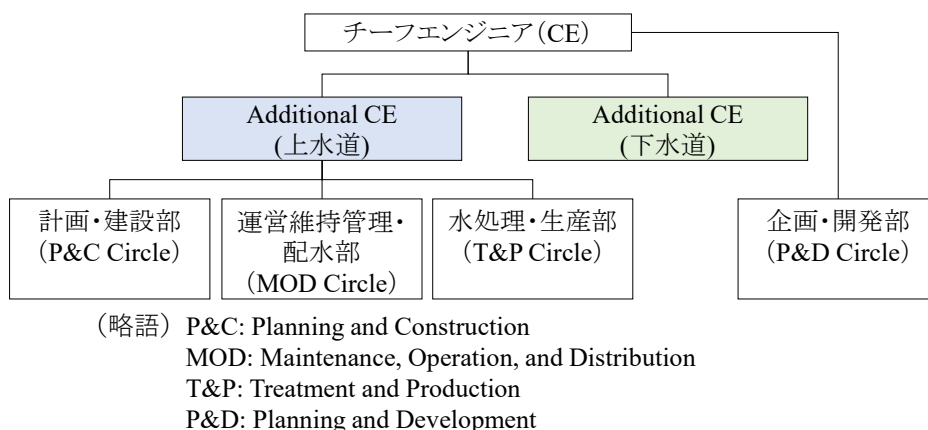 チーフエンジニア(CE)
Additional CE
(上水道)
Additional CE
(下水道)
計画・建設部
(P&C Circle)
運営維持管理・
配水部
(MOD Circle)
水処理・生産部
(T&P Circle)
企画・開発部
(P&D Circle)
(略語) P&C: Planning and Construction
MOD: Maintenance, Operation, and Distribution
T&P: Treatment and Production
P&D: Planning and Development